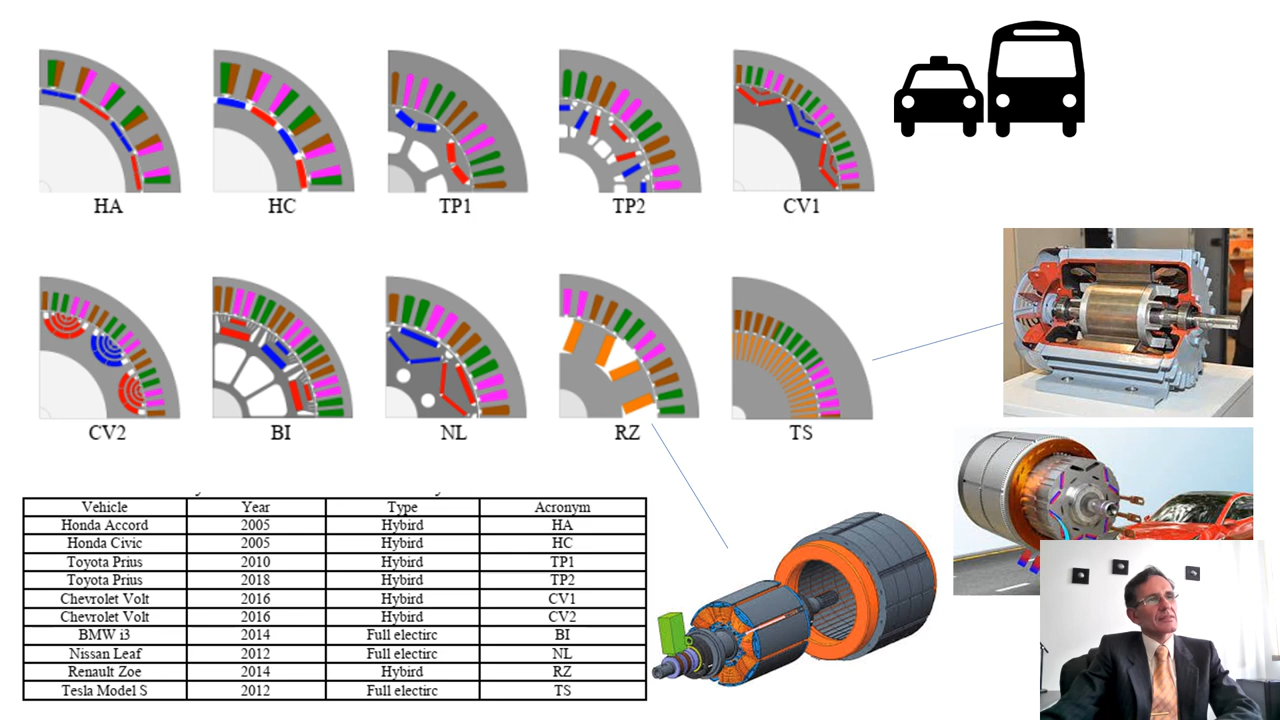 HA
HC
TP1
TP2
CV1
CV2
BI
NL
RZ
TS
Vehicle Year Type Acronym
Honda Accord 2005 Hybird HA
Honda Civic 2005 Hybird HC
Toyota Prius 2010 Hybird TP1
Toyota Prius 2018 Hybird TP2
Chevrolet Volt 2016 Hybird CV1
Chevrolet Volt 2016 Hybird CV2
BMW i3 2014 Full electirc BI
Nissan Leaf 2012 Full electirc NL
Renault Zoe 2014 Hybird RZ
Tesla Model S 2012 Full electirc TS